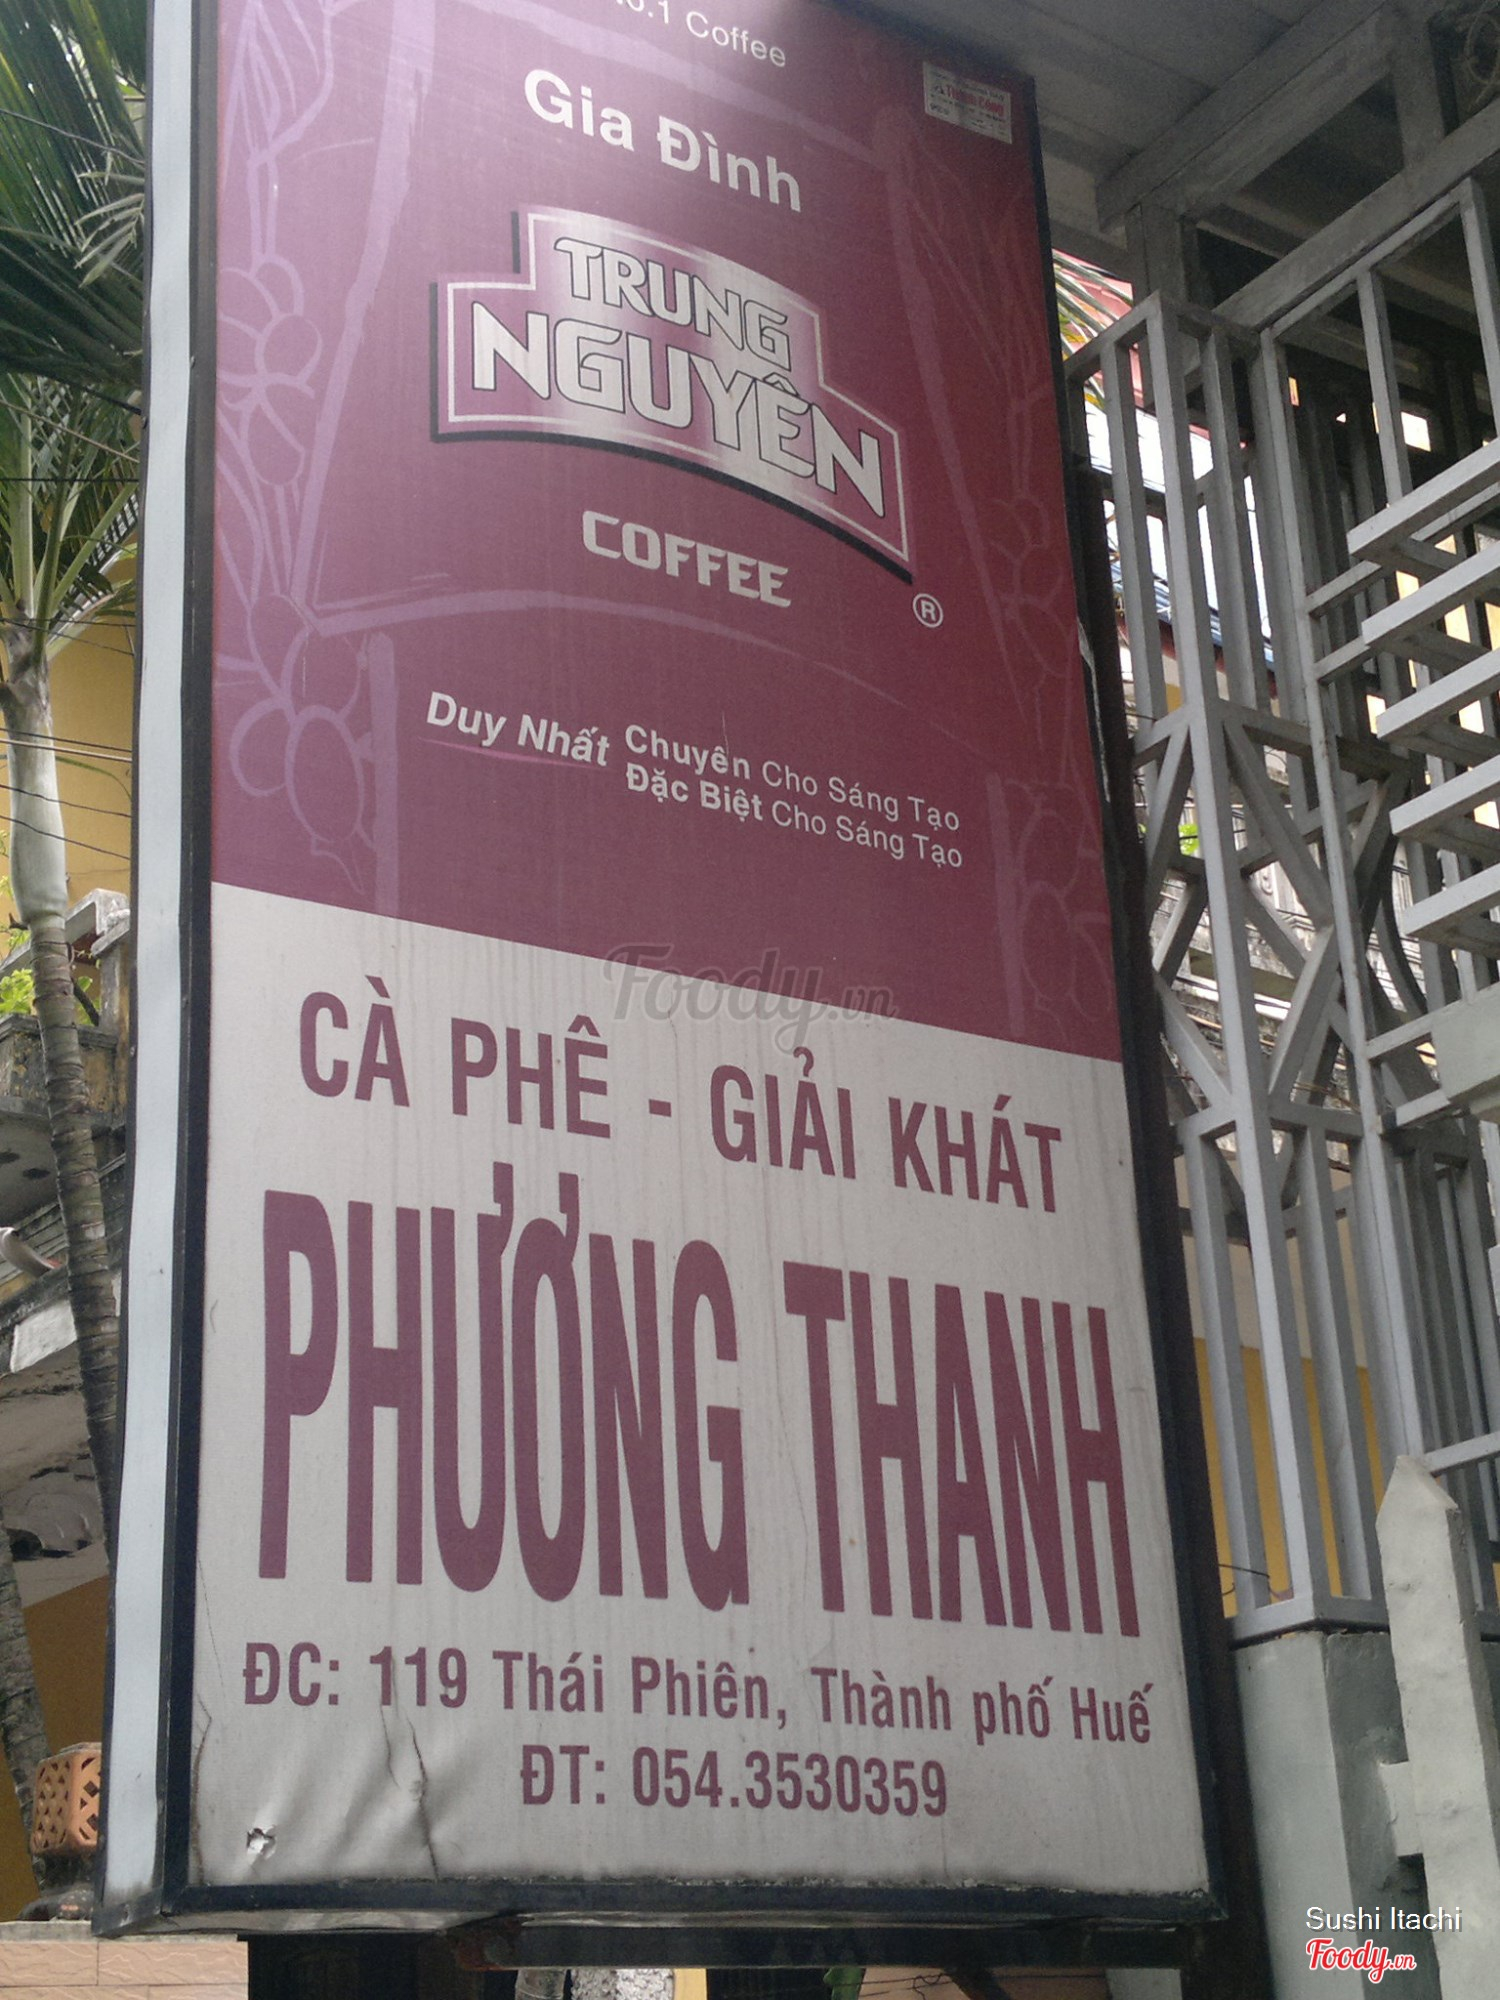 .1 Coffee
Gia Đình
TRUNG
NGUYÊN
COFFEE
®
Duy Nhất Chuyên Cho Sáng Tạo
Đặc Biệt Cho Sáng Tạo
Foody.vn
CÀ PHÊ - GIẢI KHÁT
PHƯƠNG THANH
ĐC: 119 Thái Phiên, Thành phố Huế
ĐT: 054.3530359
Sushi Itachi
Foody.vn